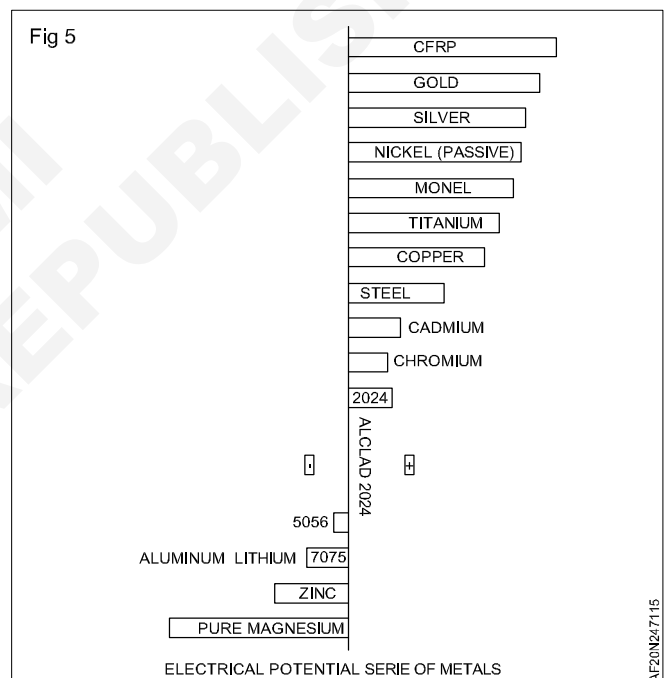 Fig 5
CFRP
GOLD
SILVER
NICKEL (PASSIVE)
MONEL
TITANIUM
COPPER
STEEL
CADMIUM
CHROMIUM
2024
ALCLAD 2024
- +
5056
ALUMINUM LITHIUM 7075
ZINC
PURE MAGNESIUM
ELECTRICAL POTENTIAL SERIE OF METALS
AF20N247115
REPUBLI